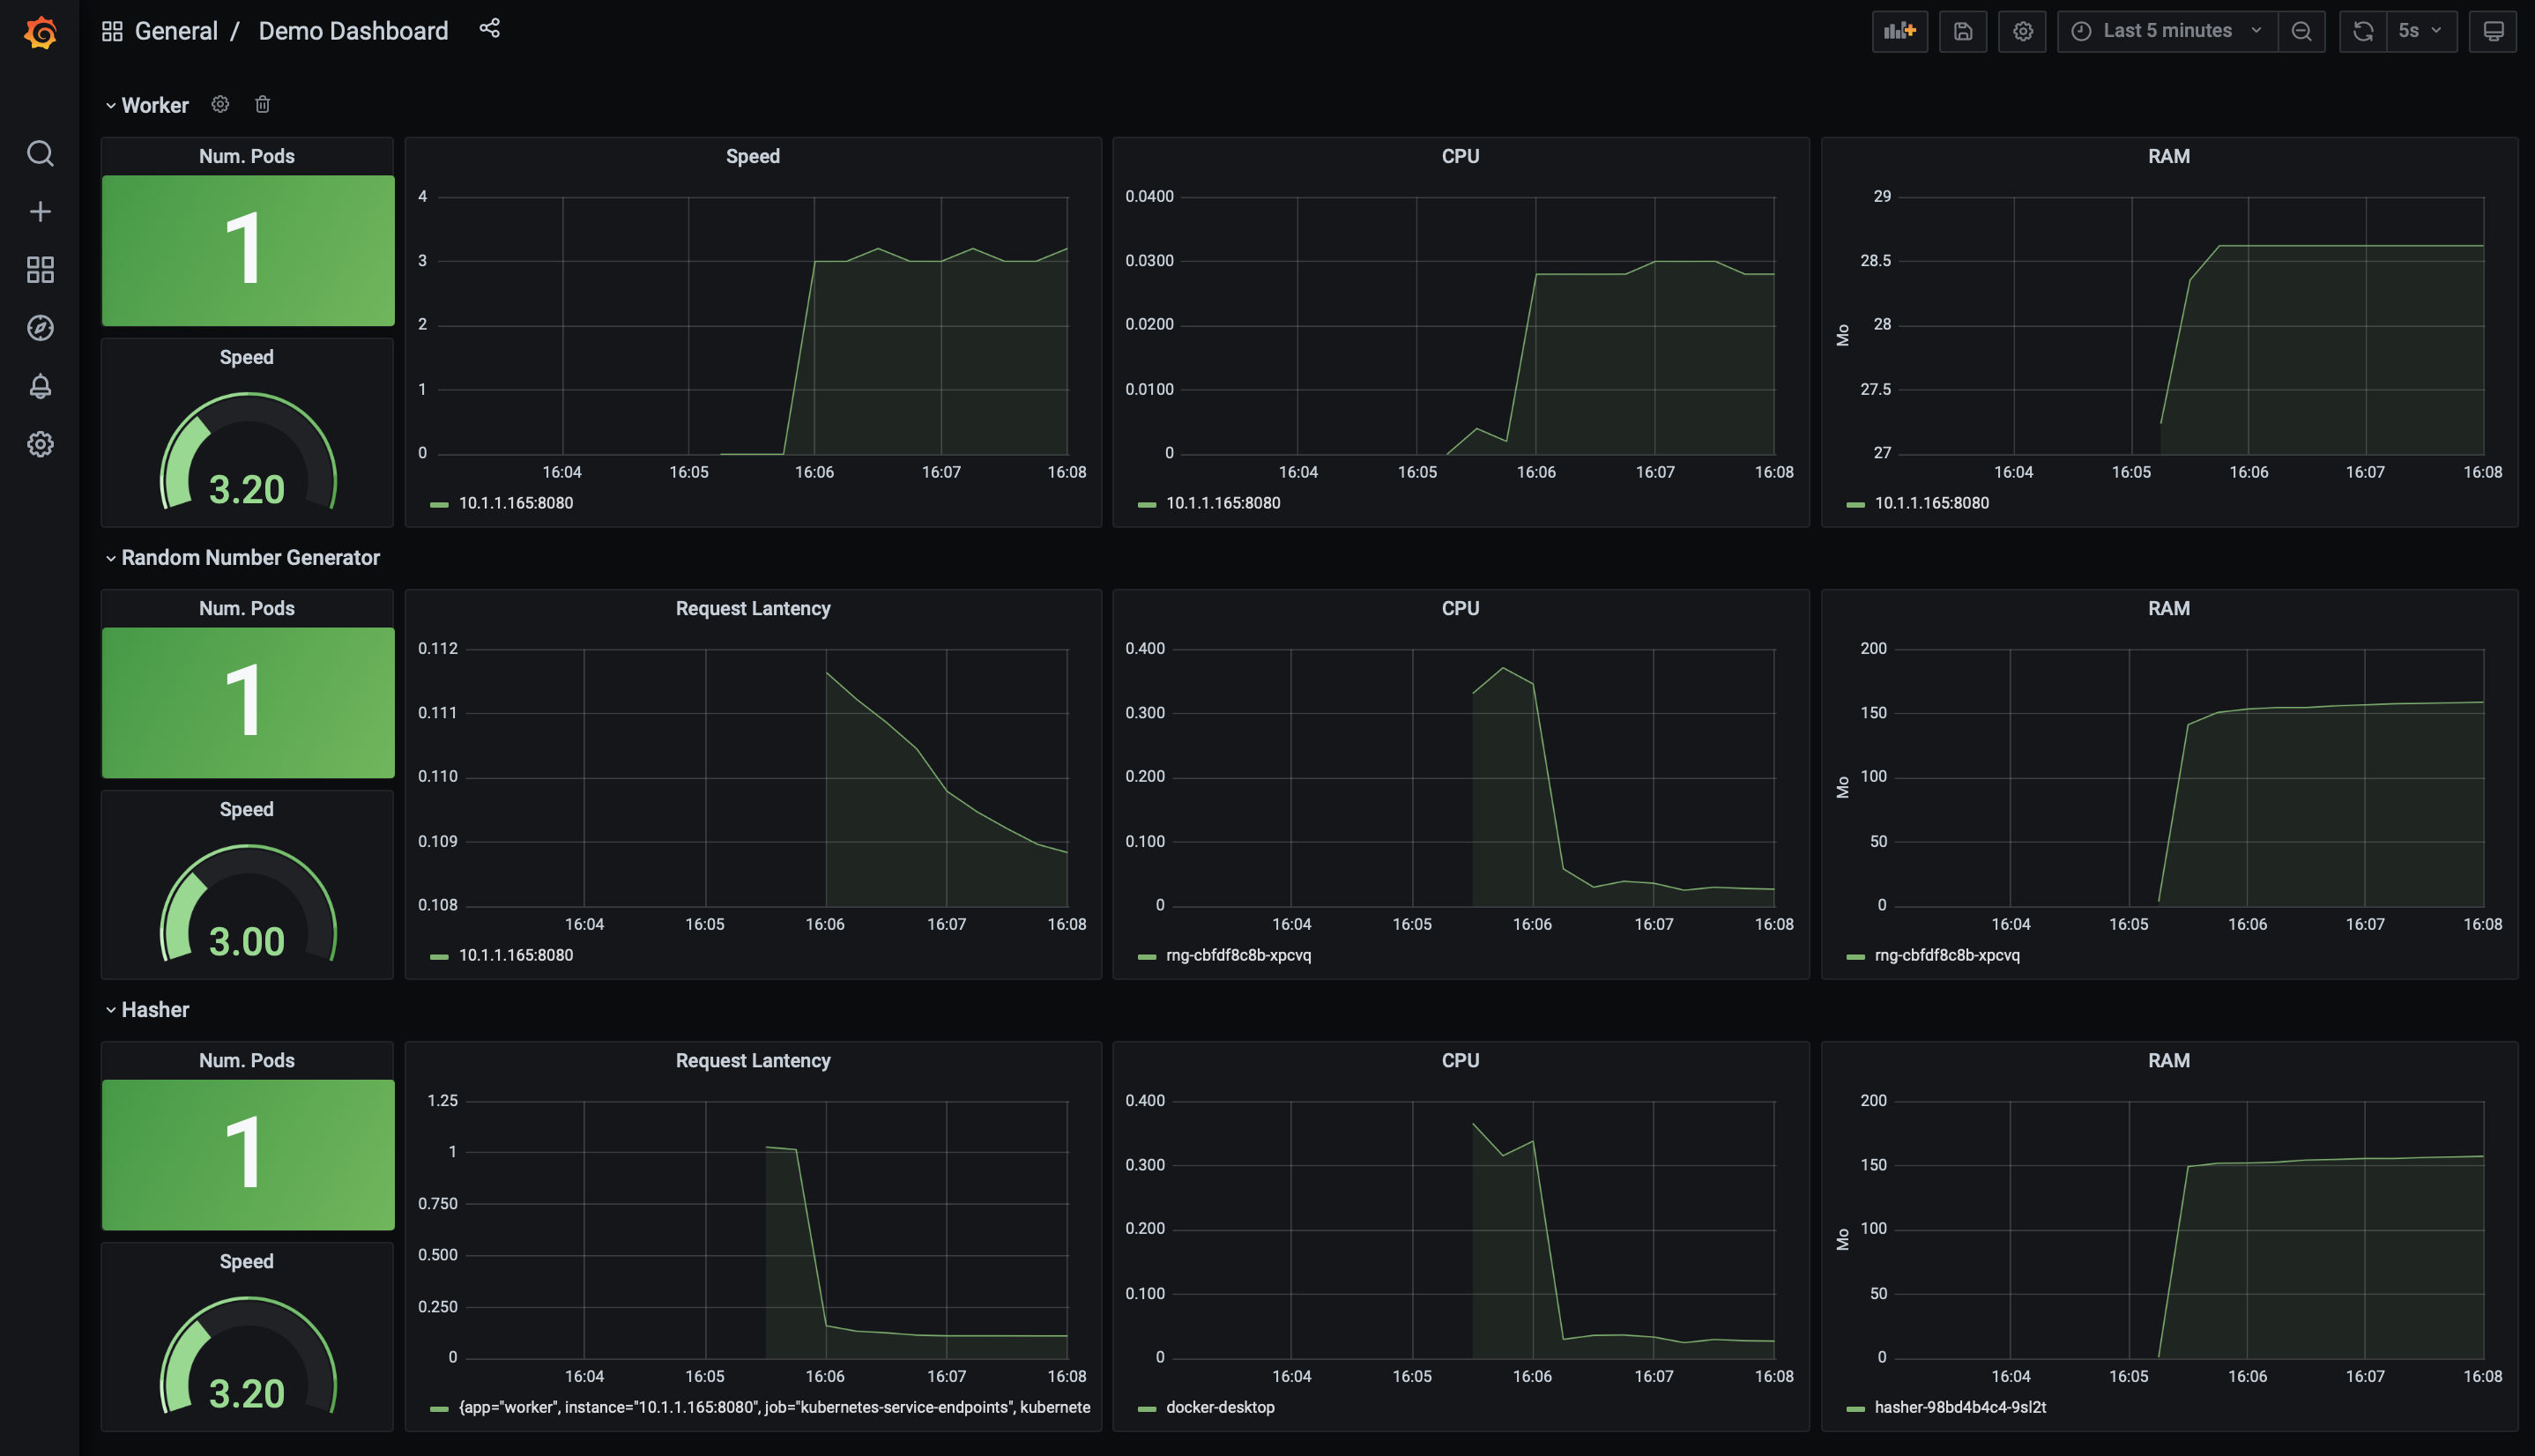 General / Demo Dashboard
Last 5 minutes
5s
Worker
Num. Pods
1
Speed
3.20
Speed
4
3
2
1
0
16:04 16:05 16:06 16:07 16:08
10.1.1.165:8080
CPU
0.0400
0.0300
0.0200
0.0100
0
16:04 16:05 16:06 16:07 16:08
10.1.1.165:8080
RAM
Mo
29
28.5
28
27.5
27
16:04 16:05 16:06 16:07 16:08
10.1.1.165:8080
Random Number Generator
Num. Pods
1
Speed
3.00
Request Lantency
0.112
0.111
0.110
0.109
0.108
16:04 16:05 16:06 16:07 16:08
10.1.1.165:8080
CPU
0.400
0.300
0.200
0.100
0
16:04 16:05 16:06 16:07 16:08
rng-cbfdf8c8b-xpcvq
RAM
Mo
200
150
100
50
0
16:04 16:05 16:06 16:07 16:08
rng-cbfdf8c8b-xpcvq
Hasher
Num. Pods
1
Speed
3.20
Request Lantency
1.25
1
0.750
0.500
0.250
0
16:04 16:05 16:06 16:07 16:08
{app="worker", instance="10.1.1.165:8080", job="kubernetes-service-endpoints", kubernete
CPU
0.400
0.300
0.200
0.100
0
16:04 16:05 16:06 16:07 16:08
docker-desktop
RAM
Mo
200
150
100
50
0
16:04 16:05 16:06 16:07 16:08
hasher-98bd4b4c4-9sl2t